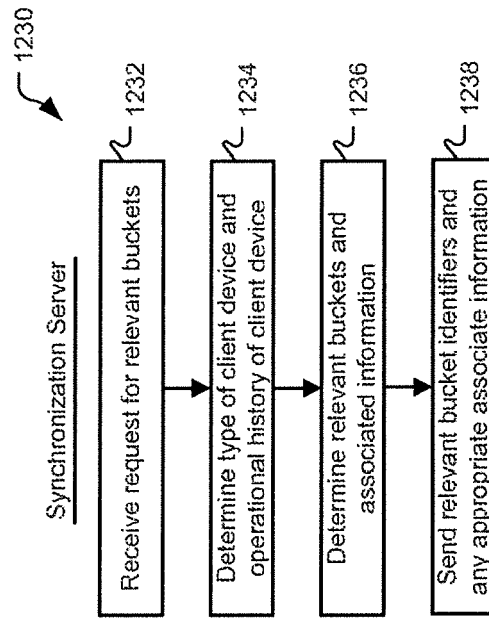 1230
Synchronization Server
Receive request for relevant buckets
1232
Determine type of client device and
operational history of client device
1234
Determine relevant buckets and
associated information
1236
Send relevant bucket identifiers and
any appropriate associate information
1238